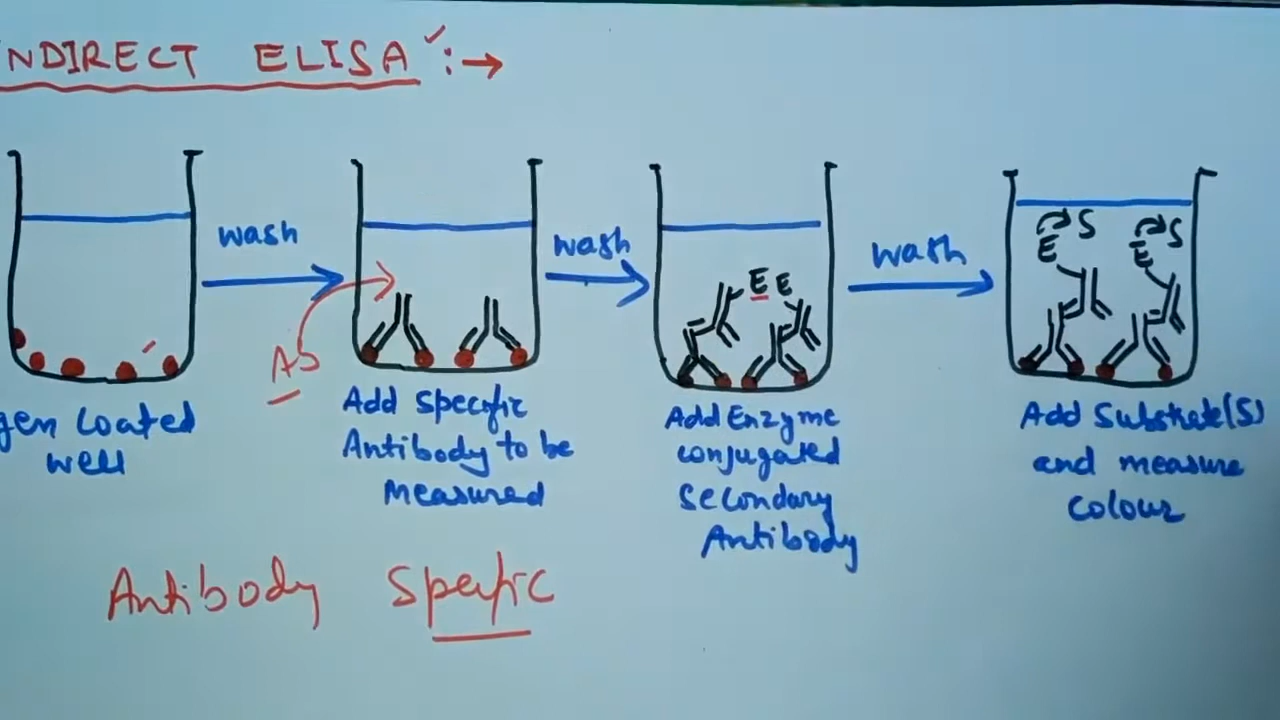 NDIRECT ELISA :→
wash
wash
wash
AS
E E
E S
E S
gen Coated
well
Add Specific
Antibody to be
Measured
Add Enzyme
conjugated
Secondary
Antibody
Add Substrate(S)
and measure
colour
Antibody Specific